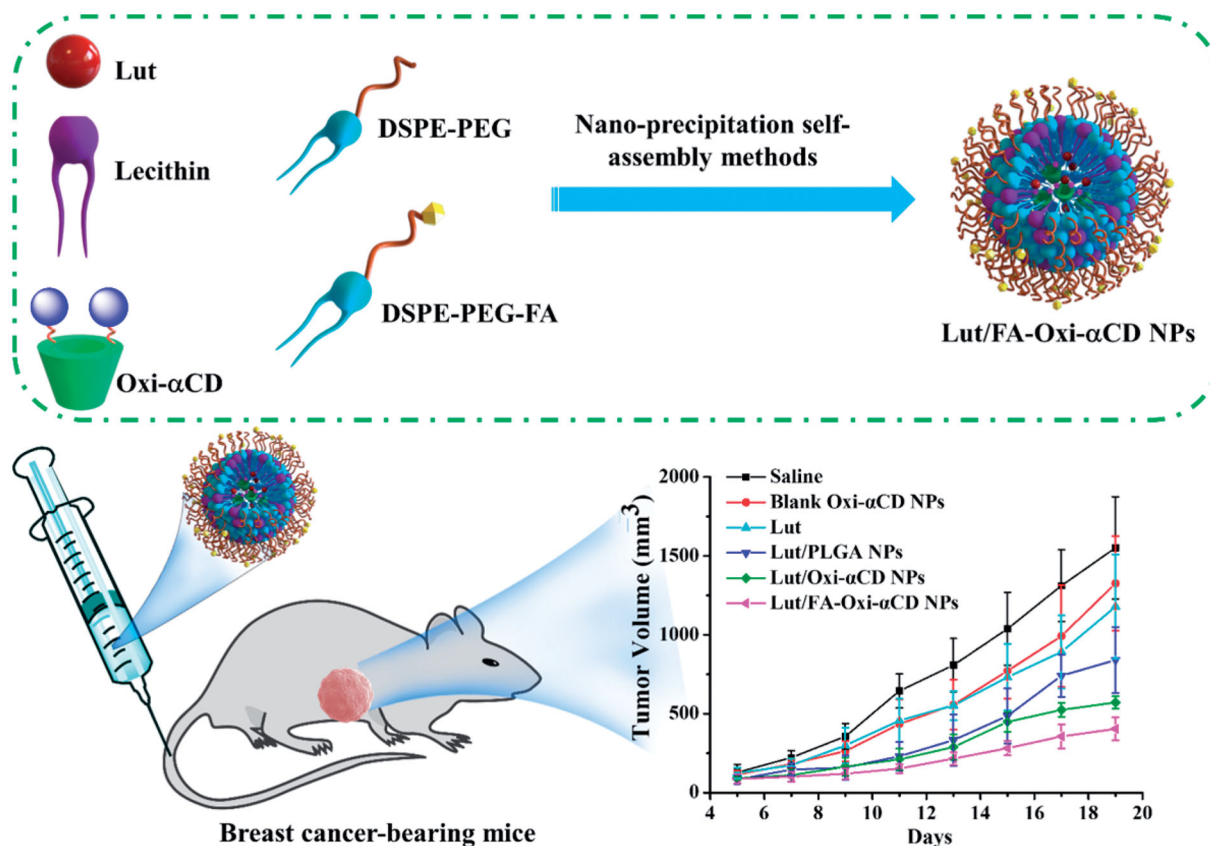 Lut
Lecithin
Oxi-αCD
DSPE-PEG
DSPE-PEG-FA
Nano-precipitation self-
assembly methods
Lut/FA-Oxi-αCD NPs
Breast cancer-bearing mice
Tumor Volume (mm⁻³)
2000
1500
1000
500
0
Saline
Blank Oxi-αCD NPs
Lut
Lut/PLGA NPs
Lut/Oxi-αCD NPs
Lut/FA-Oxi-αCD NPs
4 6 8 10 12 14 16 18 20
Days